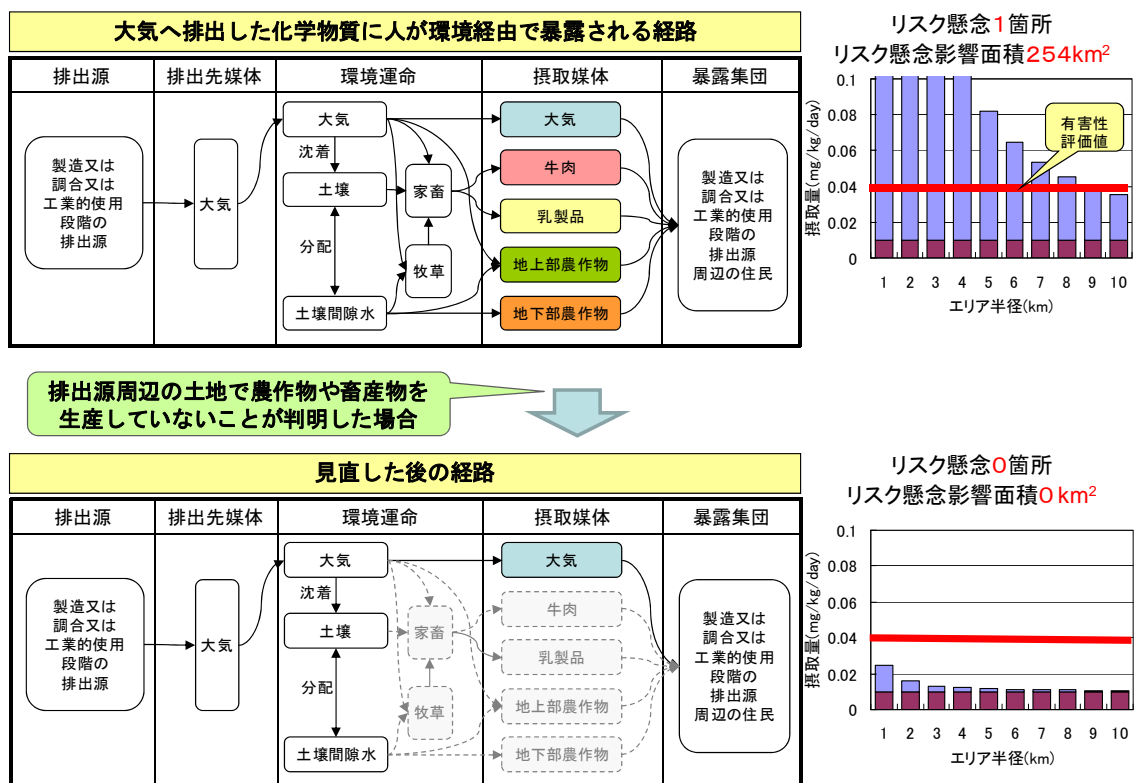 大気へ排出した化学物質に人が環境経由で暴露される経路
排出源
排出先媒体
環境運命
摂取媒体
暴露集団
製造又は
調合又は
工業的使用
段階の
排出源
大気
大気
沈着
土壌
分配
土壌間隙水
家畜
牧草
大気
牛肉
乳製品
地上部農作物
地下部農作物
製造又は
調合又は
工業的使用
段階の
排出源
周辺の住民
リスク懸念1箇所
リスク懸念影響面積254km²
摂取量(mg/kg/day)
0.1
0.08
0.06
0.04
0.02
0
有害性
評価値
1 2 3 4 5 6 7 8 9 10
エリア半径(km)
排出源周辺の土地で農作物や畜産物を
生産していないことが判明した場合
見直した後の経路
排出源
排出先媒体
環境運命
摂取媒体
暴露集団
製造又は
調合又は
工業的使用
段階の
排出源
大気
大気
沈着
土壌
分配
土壌間隙水
家畜
牧草
大気
牛肉
乳製品
地上部農作物
地下部農作物
製造又は
調合又は
工業的使用
段階の
排出源
周辺の住民
リスク懸念0箇所
リスク懸念影響面積0km²
摂取量(mg/kg/day)
0.1
0.08
0.06
0.04
0.02
0
1 2 3 4 5 6 7 8 9 10
エリア半径(km)